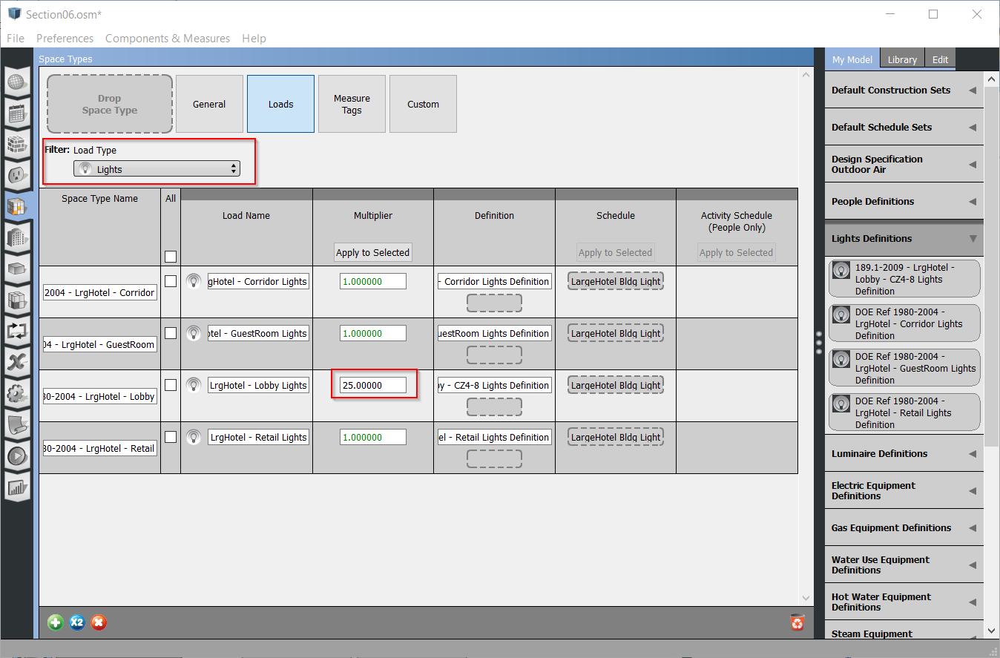 Section06.osm*
File Preferences Components & Measures Help
Space Types
My Model Library Edit
Drop
Space Type
General
Loads
Measure
Tags
Custom
Filter: Load Type
Lights
Space Type Name All Load Name Multiplier Definition Schedule Activity Schedule
(People Only)
Apply to Selected Apply to Selected Apply to Selected
2004 - LrgHotel - Corridor gHotel - Corridor Lights 1.000000 - Corridor Lights Definition LargeHotel Bldg Light
04 - LrgHotel - GuestRoom tel - GuestRoom Lights 1.000000 uestRoom Lights Definition LargeHotel Bldg Light
30-2004 - LrgHotel - Lobby LrgHotel - Lobby Lights 25.00000 y - CZ4-8 Lights Definition LargeHotel Bldg Light
30-2004 - LrgHotel - Retail LrgHotel - Retail Lights 1.000000 el - Retail Lights Definition LargeHotel Bldg Light
Default Construction Sets
Default Schedule Sets
Design Specification
Outdoor Air
People Definitions
Lights Definitions
189.1-2009 - LrgHotel -
Lobby - CZ4-8 Lights
Definition
DOE Ref 1980-2004 -
LrgHotel - Corridor Lights
Definition
DOE Ref 1980-2004 -
LrgHotel - GuestRoom Lights
Definition
DOE Ref 1980-2004 -
LrgHotel - Retail Lights
Definition
Luminaire Definitions
Electric Equipment
Definitions
Gas Equipment Definitions
Water Use Equipment
Definitions
Hot Water Equipment
Definitions
Steam Equipment
X2